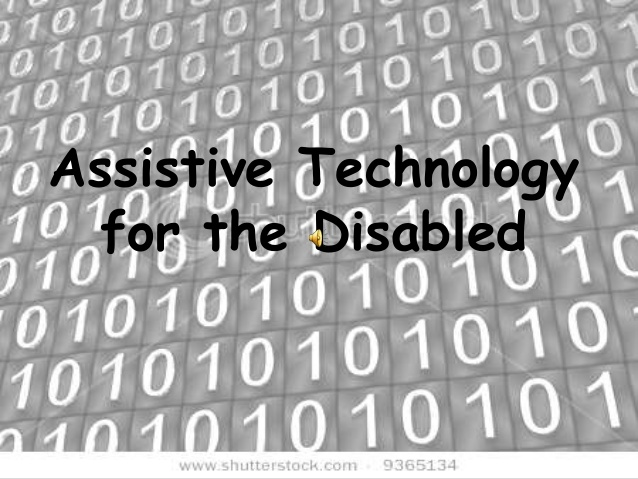 Assistive Technology
for the Disabled
www.shutterstock.com · 9365134